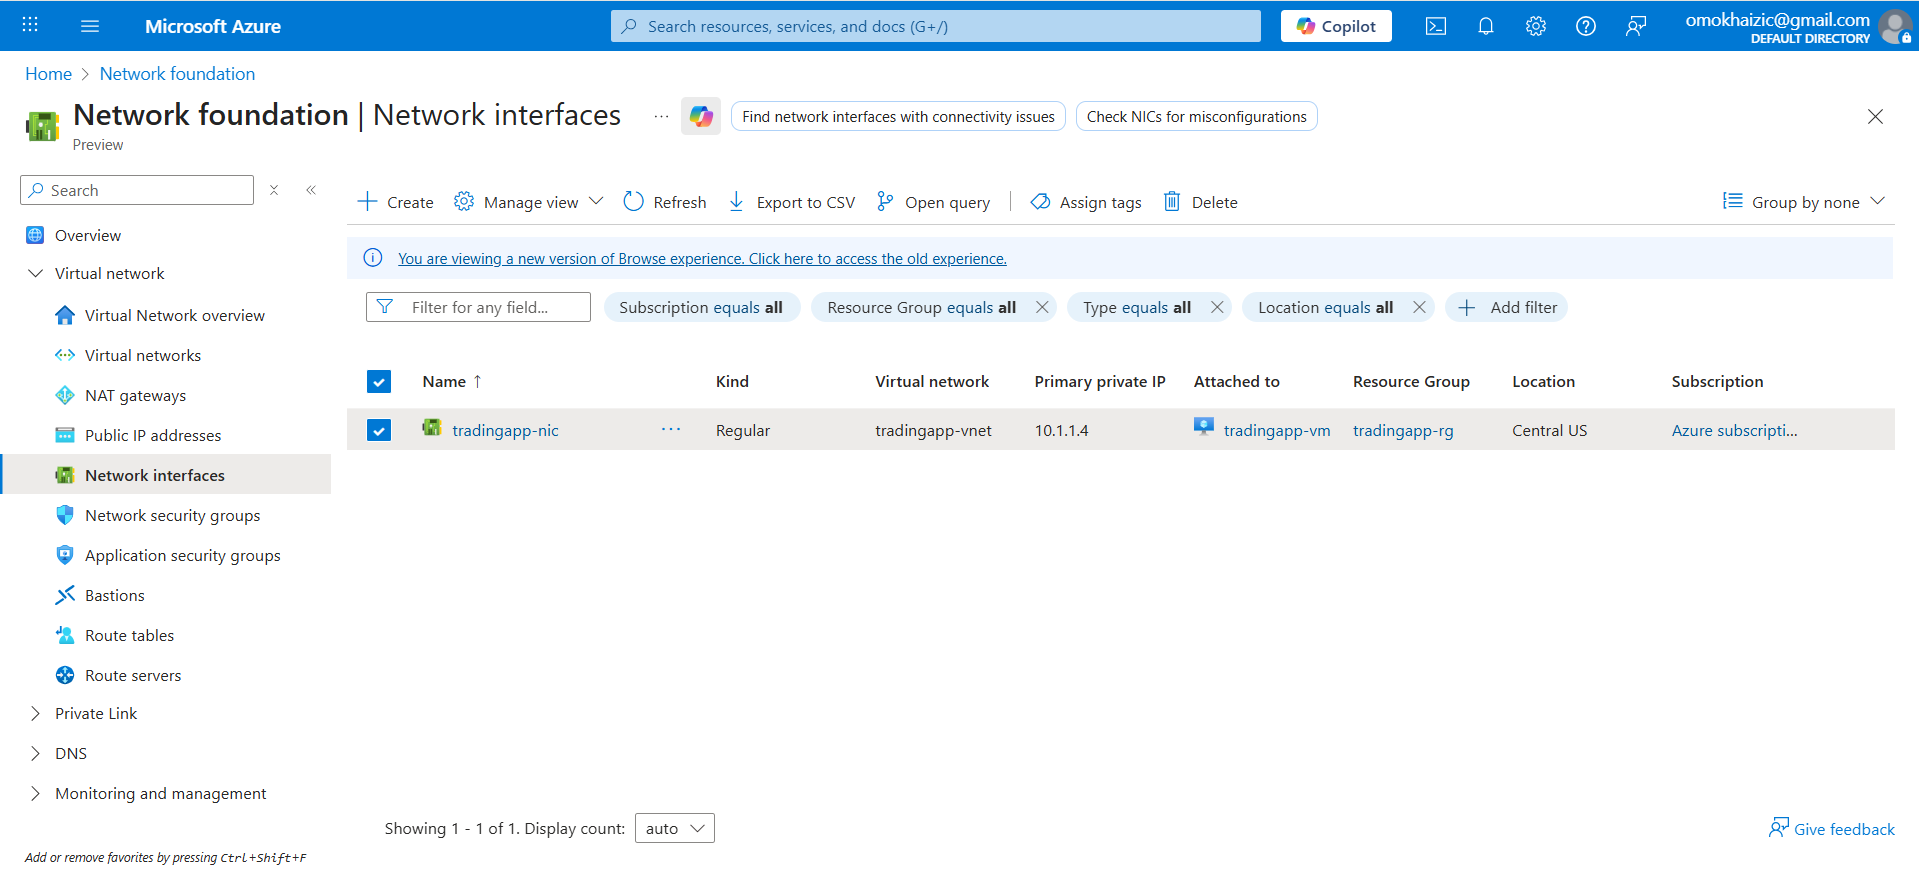 Microsoft Azure
Search resources, services, and docs (G+/)
Copilot
omokhaizic@gmail.com
DEFAULT DIRECTORY
Home > Network foundation
Network foundation | Network interfaces
...
Find network interfaces with connectivity issues
Check NICs for misconfigurations
Preview
Search
Create
Manage view
Refresh
Export to CSV
Open query
Assign tags
Delete
Group by none
Overview
Virtual network
Virtual Network overview
Virtual networks
NAT gateways
Public IP addresses
Network interfaces
Network security groups
Application security groups
Bastions
Route tables
Route servers
Private Link
DNS
Monitoring and management
Add or remove favorites by pressing Ctrl+Shift+F
You are viewing a new version of Browse experience. Click here to access the old experience.
Filter for any field...
Subscription equals all
Resource Group equals all
Type equals all
Location equals all
Add filter
Name ↑ Kind Virtual network Primary private IP Attached to Resource Group Location Subscription
tradingapp-nic ... Regular tradingapp-vnet 10.1.1.4 tradingapp-vm tradingapp-rg Central US Azure subscripti...
Showing 1 - 1 of 1. Display count: auto
Give feedback